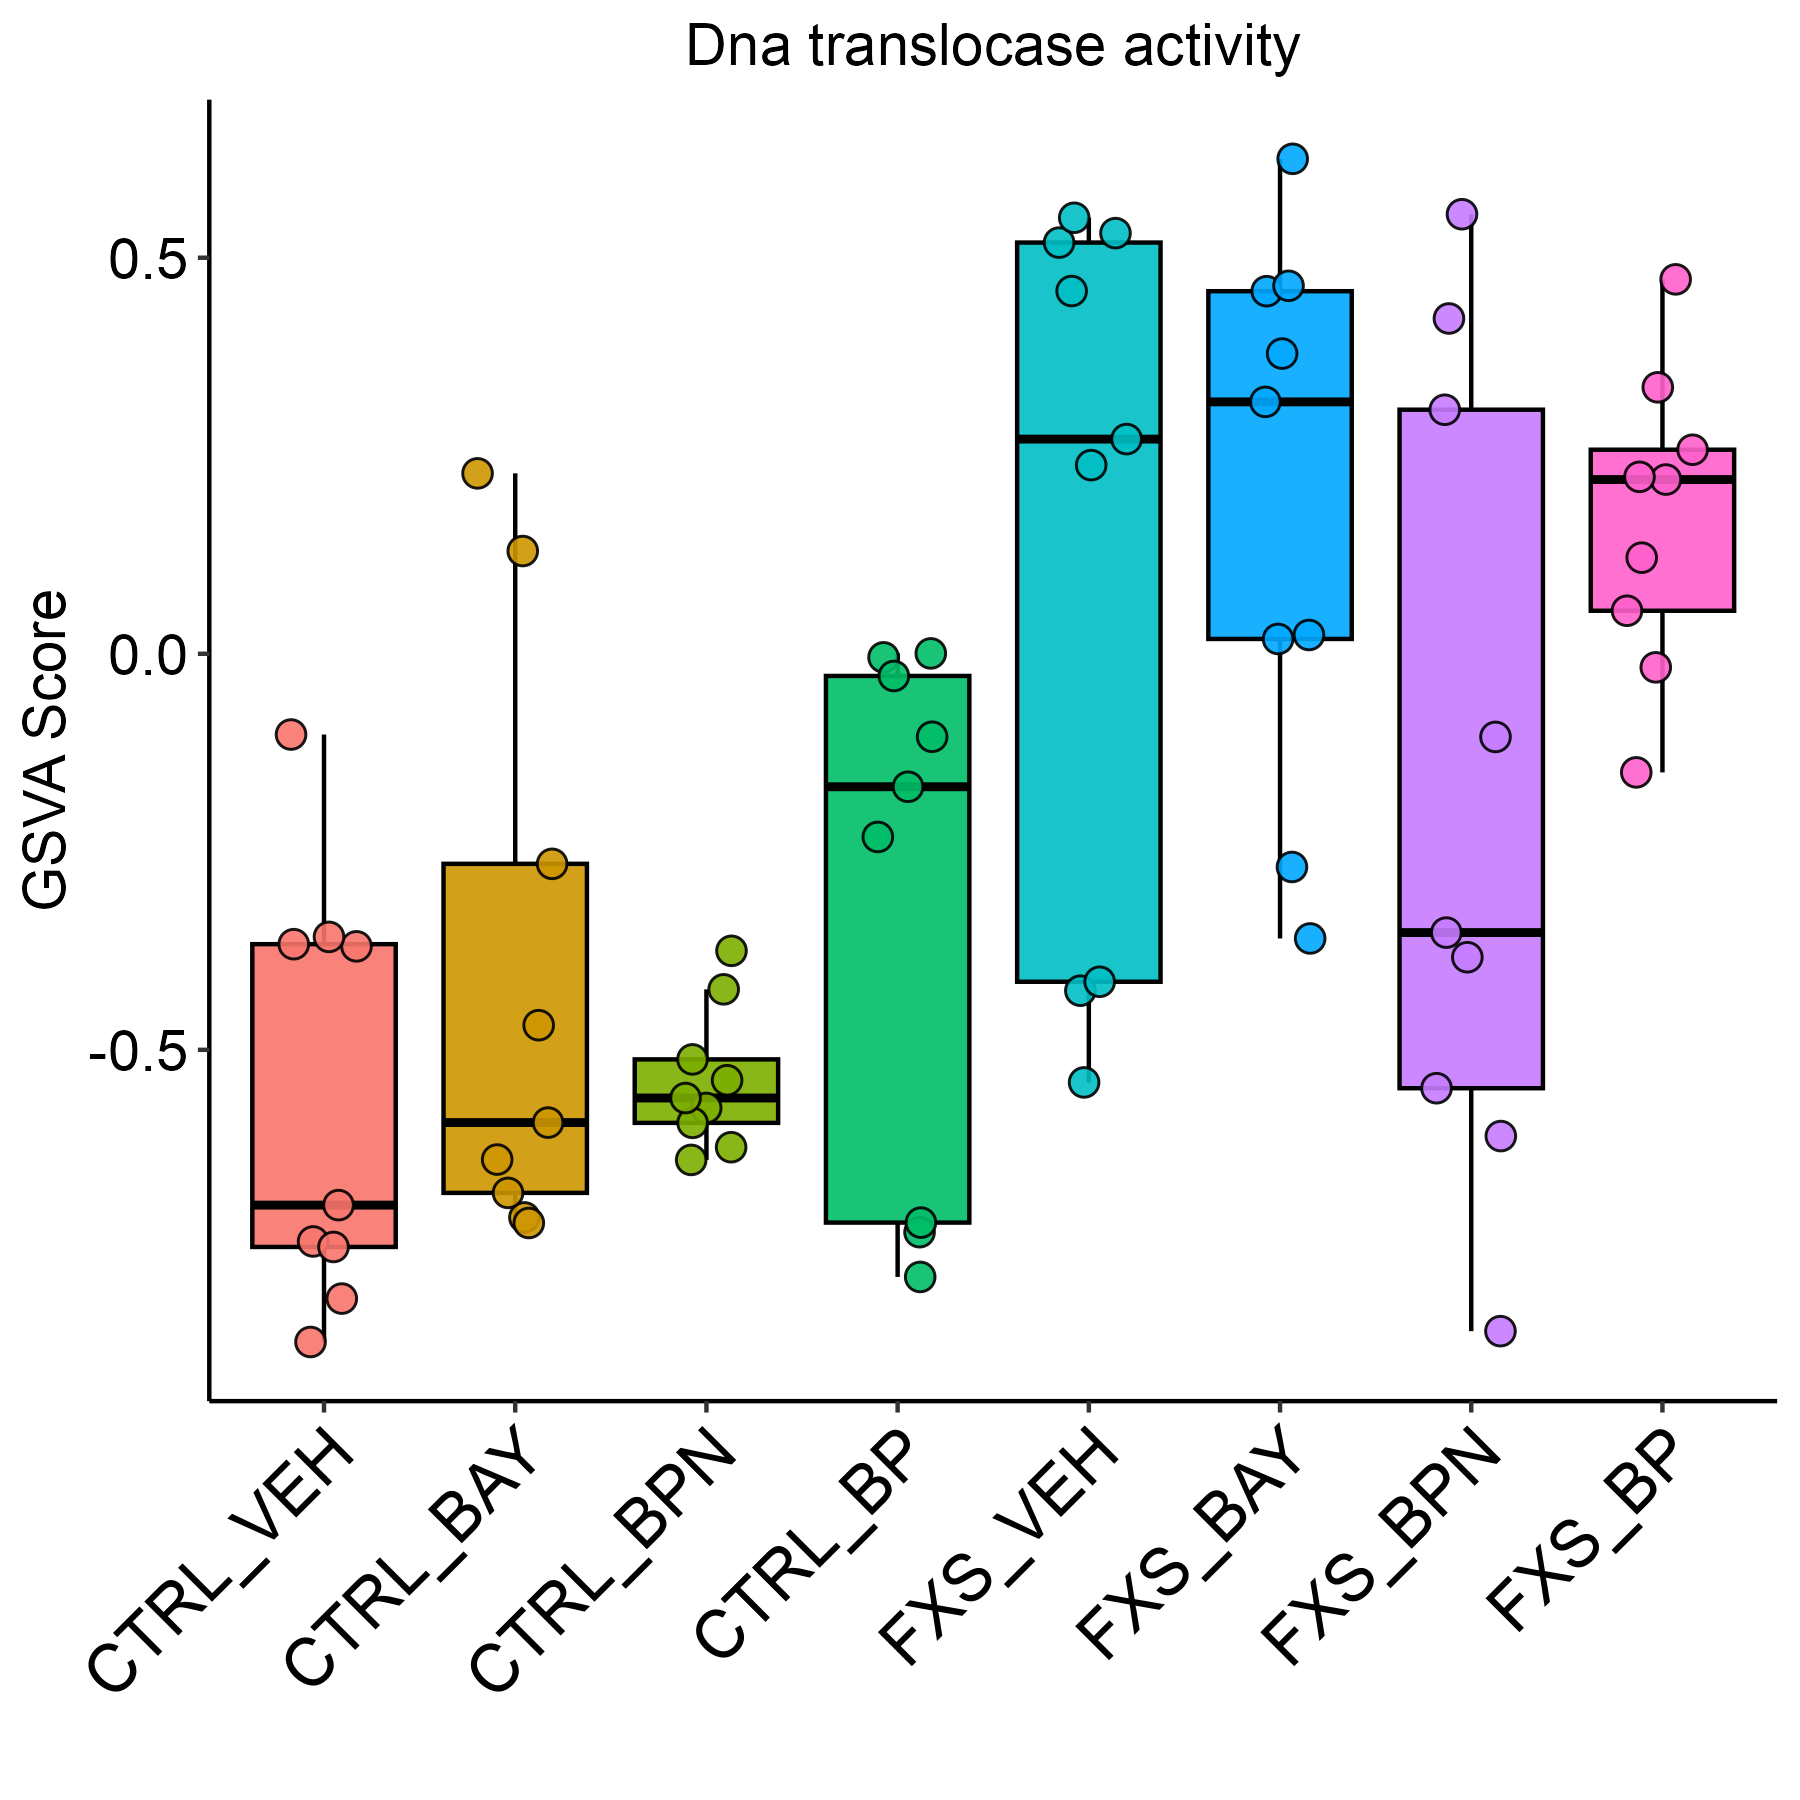 Dna translocase activity
GSVA Score
0.5
0.0
-0.5
CTRL_VEH
CTRL_BAY
CTRL_BPN
CTRL_BP
FXS_VEH
FXS_BAY
FXS_BPN
FXS_BP